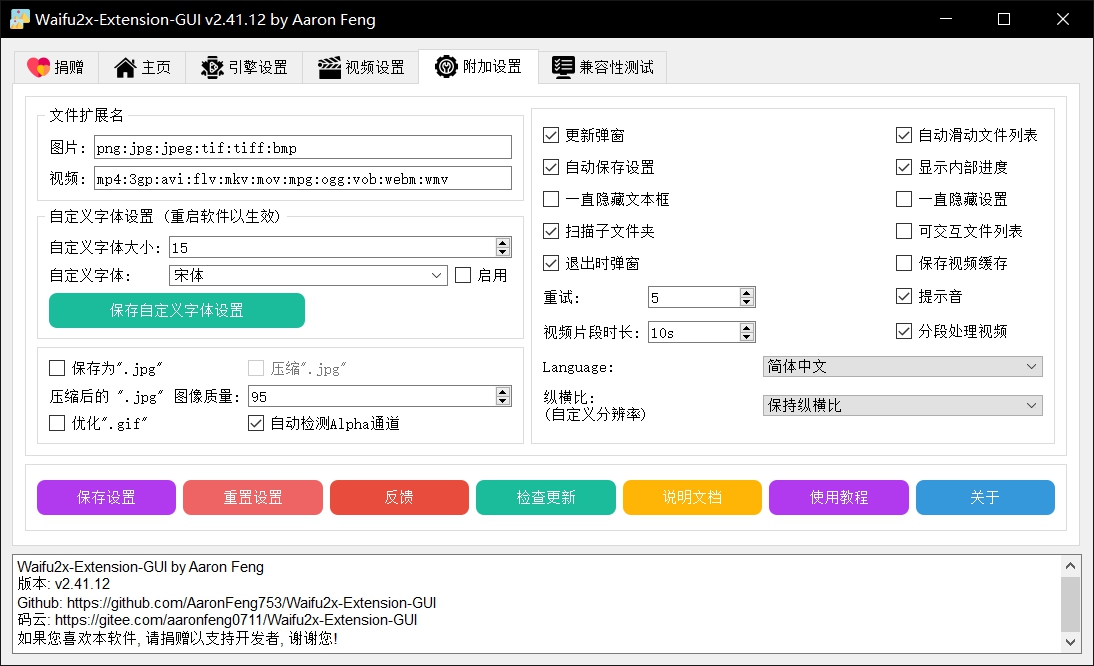 Waifu2x-Extension-GUI v2.41.12 by Aaron Feng
捐赠
主页
引擎设置
视频设置
附加设置
兼容性测试
文件扩展名
图片: png:jpg:jpeg:tif:tiff:bmp
视频: mp4:3gp:avi:flv:mkv:mov:mpg:ogg:vob:webm:wmv
自定义字体设置 (重启软件以生效)
自定义字体大小: 15
自定义字体: 宋体 启用
保存自定义字体设置
保存为".jpg" 压缩".jpg"
压缩后的 ".jpg" 图像质量: 95
优化".gif" 自动检测Alpha通道
更新弹窗 自动滑动文件列表
自动保存设置 显示内部进度
一直隐藏文本框 一直隐藏设置
扫描子文件夹 可交互文件列表
退出时弹窗 保存视频缓存
重试: 5 提示音
视频片段时长: 10s 分段处理视频
Language: 简体中文
纵横比:
(自定义分辨率) 保持纵横比
保存设置
重置设置
反馈
检查更新
说明文档
使用教程
关于
Waifu2x-Extension-GUI by Aaron Feng
版本: v2.41.12
Github: https://github.com/AaronFeng753/Waifu2x-Extension-GUI
码云: https://gitee.com/aaronfeng0711/Waifu2x-Extension-GUI
如果您喜欢本软件, 请捐赠以支持开发者, 谢谢您!